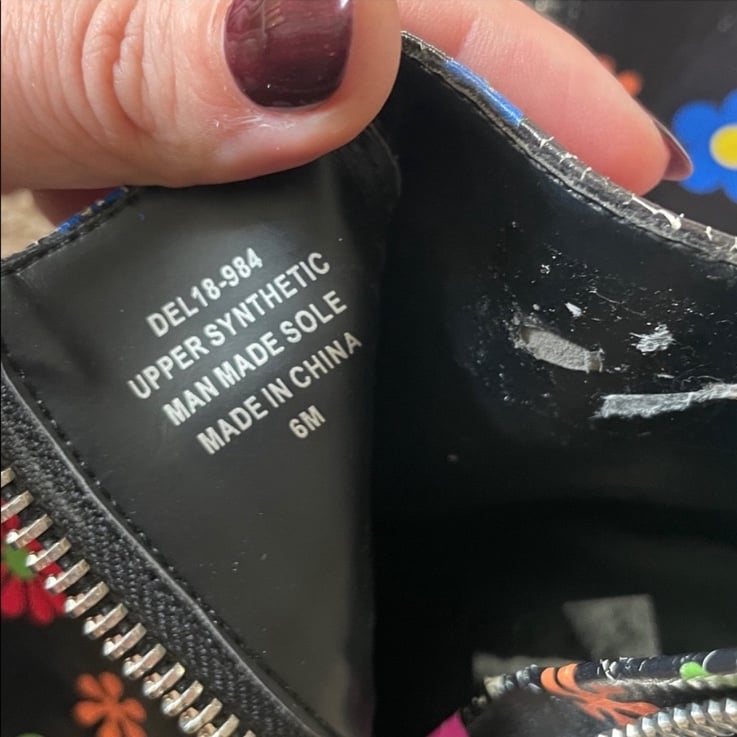 DEL18-984
UPPER SYNTHETIC
MAN MADE SOLE
MADE IN CHINA
6M